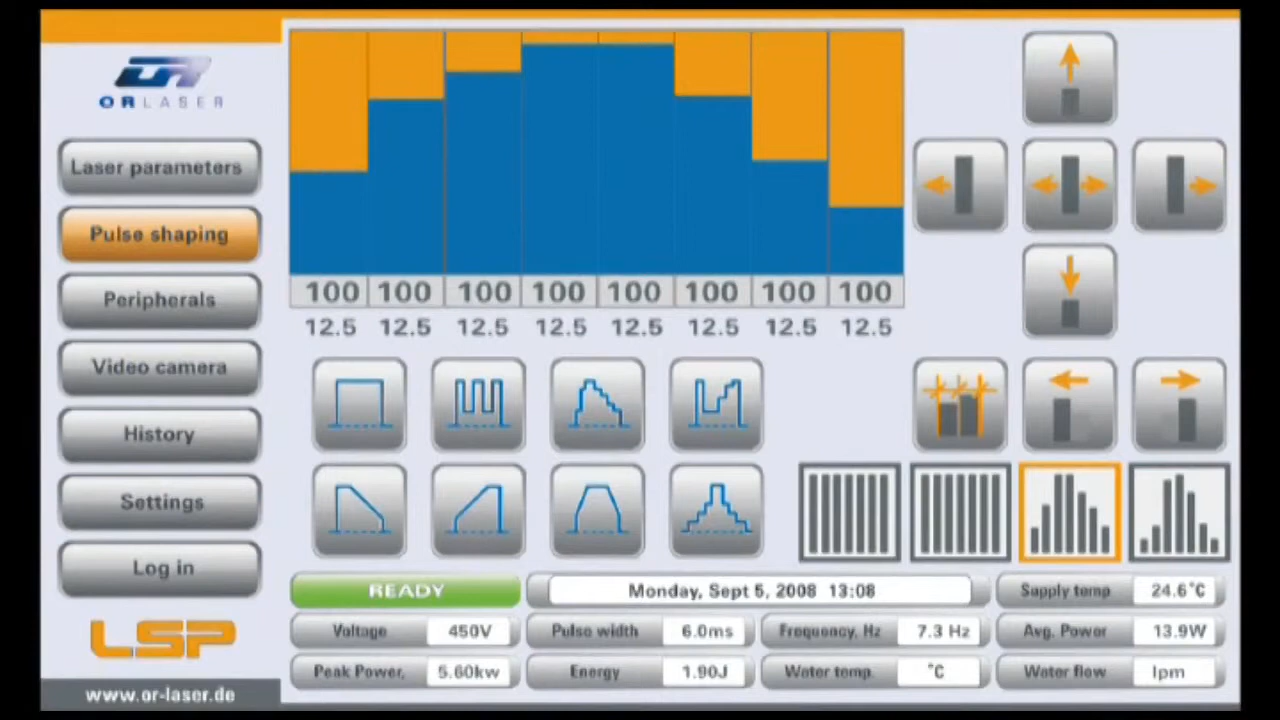 OR LASER
Laser parameters
Pulse shaping
Peripherals
Video camera
History
Settings
Log in
LSP
www.or-laser.de
100 100 100 100 100 100 100 100
12.5 12.5 12.5 12.5 12.5 12.5 12.5 12.5
READY
Monday, Sept 5, 2008 13:08
Supply temp 24.6°C
Voltage 450V
Pulse width 6.0ms
Frequency, Hz 7.3 Hz
Avg. Power 13.9W
Peak Power, 5.60kw
Energy 1.90J
Water temp. °C
Water flow lpm